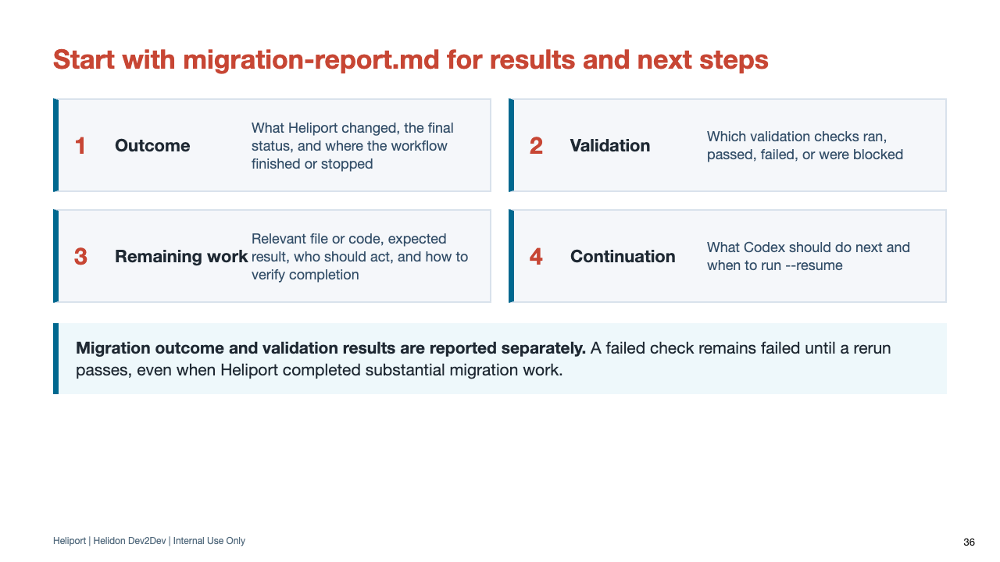 Start with migration-report.md for results and next steps
1
Outcome
What Heliport changed, the final
status, and where the workflow
finished or stopped
2
Validation
Which validation checks ran,
passed, failed, or were blocked
3
Remaining work
Relevant file or code, expected
result, who should act, and how to
verify completion
4
Continuation
What Codex should do next and
when to run --resume
Migration outcome and validation results are reported separately. A failed check remains failed until a rerun
passes, even when Heliport completed substantial migration work.
Heliport | Helidon Dev2Dev | Internal Use Only
36